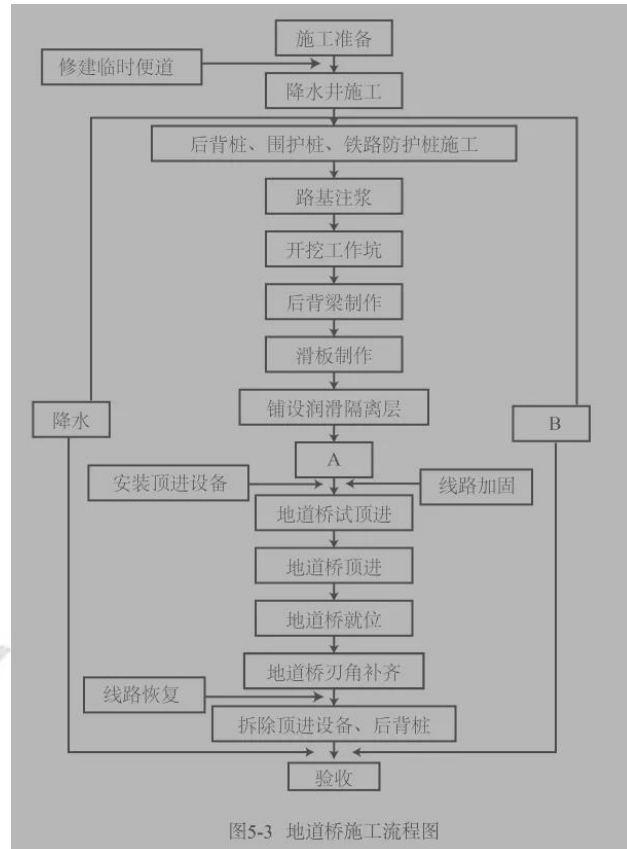 施工准备
修建临时便道
降水井施工
后背桩、围护桩、铁路防护桩施工
路基注浆
开挖工作坑
后背梁制作
滑板制作
铺设润滑隔离层
降水
B
A
安装顶进设备
线路加固
地道桥试顶进
地道桥顶进
地道桥就位
地道桥刃角补齐
线路恢复
拆除顶进设备、后背桩
验收
图5-3 地道桥施工流程图